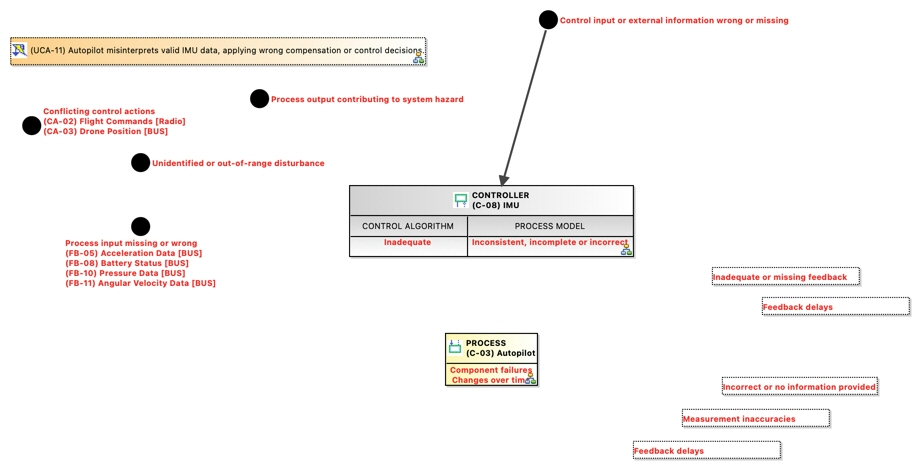 Control input or external information wrong or missing
(UCA-11) Autopilot misinterprets valid IMU data, applying wrong compensation or control decisions.
Process output contributing to system hazard
Conflicting control actions
(CA-02) Flight Commands [Radio]
(CA-03) Drone Position [BUS]
Unidentified or out-of-range disturbance
CONTROLLER
(C-08) IMU
CONTROL ALGORITHM
PROCESS MODEL
Inadequate
Inconsistent, incomplete or incorrect
Process input missing or wrong
(FB-05) Acceleration Data [BUS]
(FB-08) Battery Status [BUS]
(FB-10) Pressure Data [BUS]
(FB-11) Angular Velocity Data [BUS]
Inadequate or missing feedback
Feedback delays
PROCESS
(C-03) Autopilot
Component failures
Changes over time
Incorrect or no information provided
Measurement inaccuracies
Feedback delays